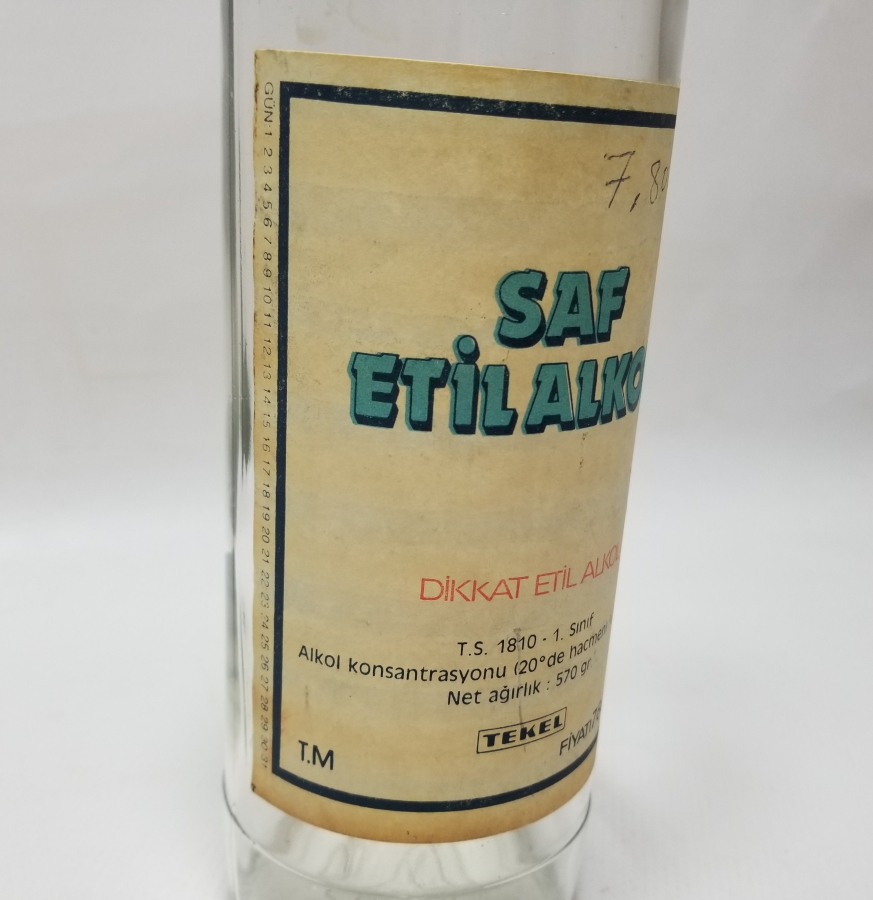 GÜN 1 2 3 4 5 6 7 8 9 10 11 12 13 14 15 16 17 18 19 20 21 22 23 24 25 26 27 28 29 30 31
7,80
SAF
ETİL ALKO
DİKKAT ETİL ALKOL
T.S. 1810 - 1. Sınıf
Alkol konsantrasyonu (20° de hacmen
Net ağırlık : 570 gr.
TEKEL
T.M
FİYATI